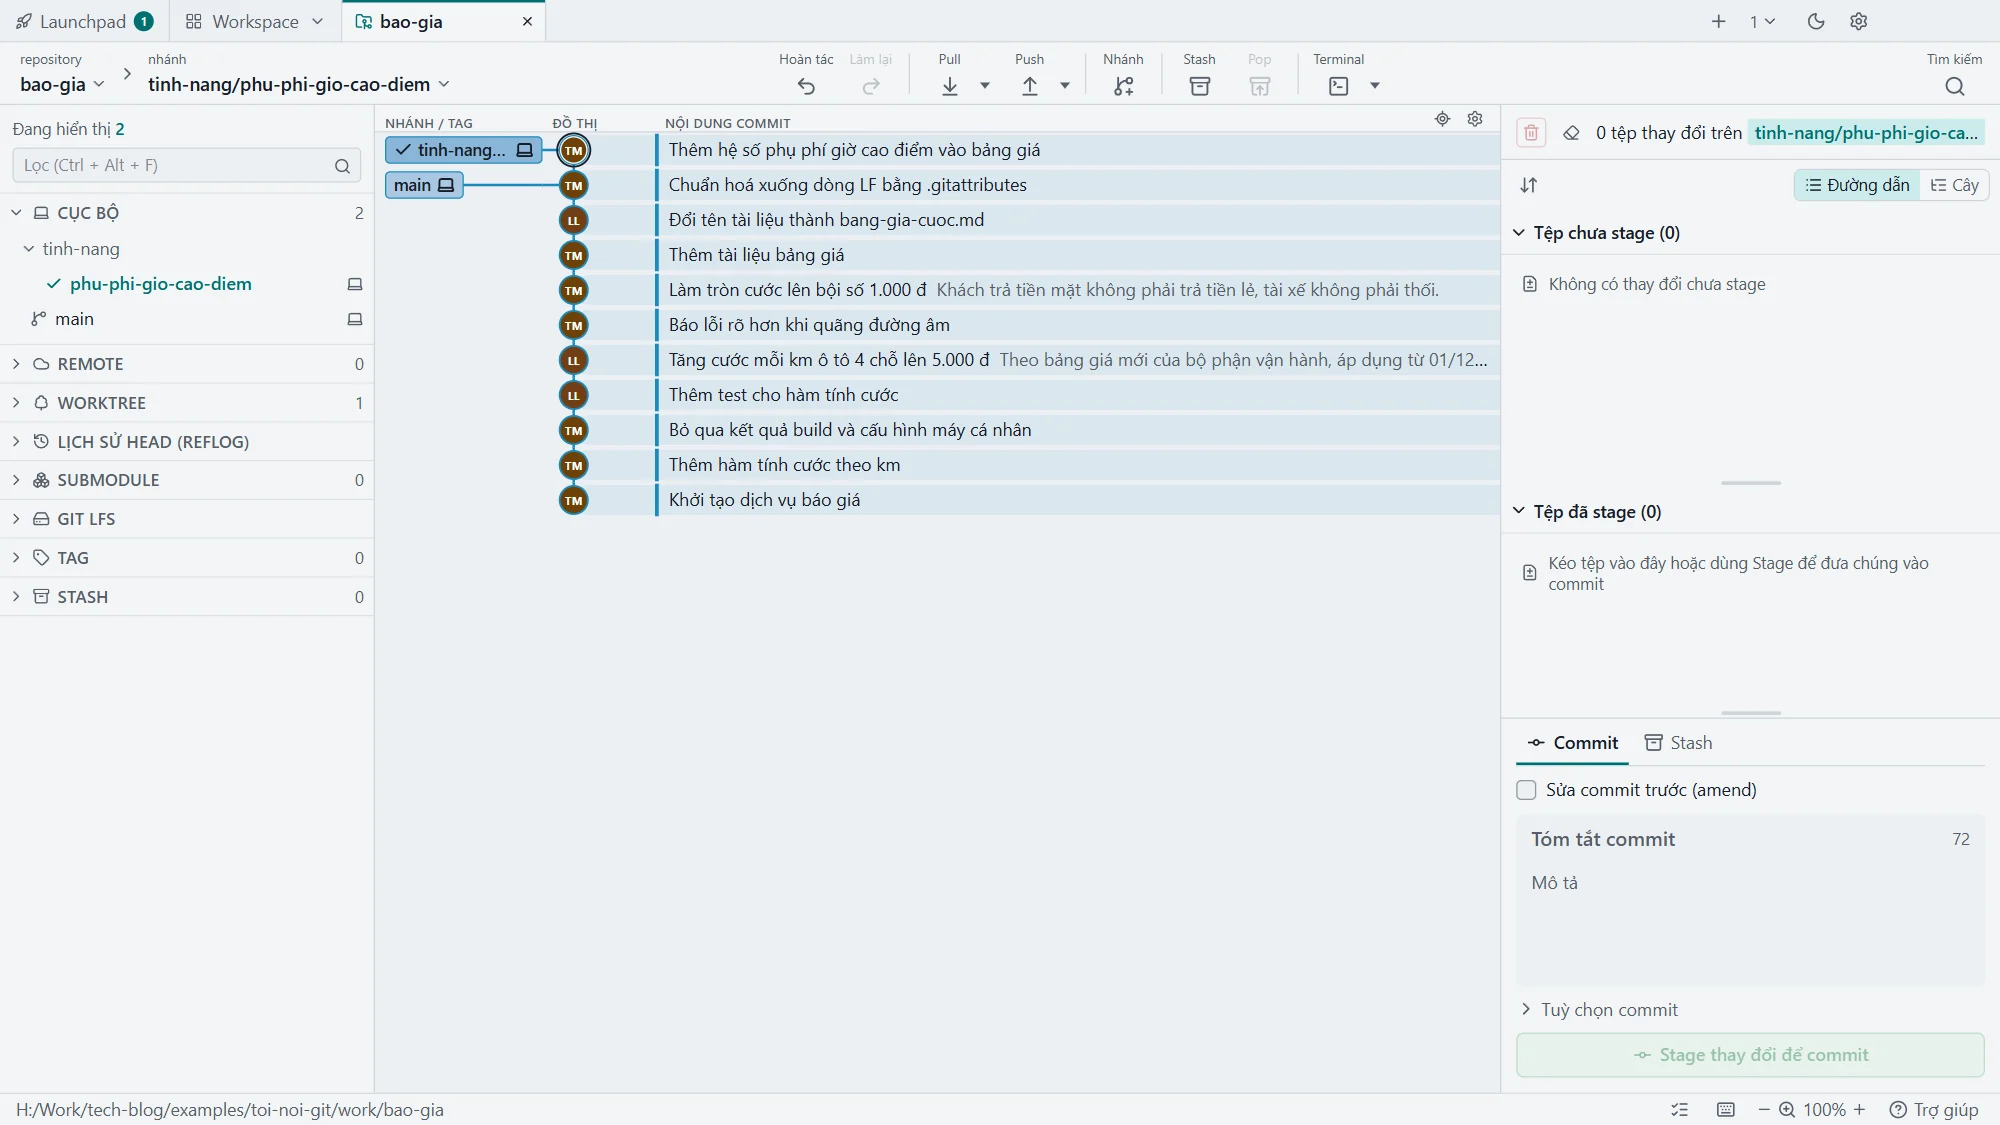 Launchpad 1
Workspace
bao-gia
1
repository
bao-gia
nhánh
tinh-nang/phu-phi-gio-cao-diem
Hoàn tác
Làm lại
Pull
Push
Nhánh
Stash
Pop
Terminal
Tìm kiếm
Đang hiển thị 2
Lọc (Ctrl + Alt + F)
CỤC BỘ 2
tinh-nang
phu-phi-gio-cao-diem
main
REMOTE 0
WORKTREE 1
LỊCH SỬ HEAD (REFLOG)
SUBMODULE 0
GIT LFS
TAG 0
STASH 0
NHÁNH / TAG
ĐỒ THỊ
NỘI DUNG COMMIT
tinh-nang... TM Thêm hệ số phụ phí giờ cao điểm vào bảng giá
main TM Chuẩn hoá xuống dòng LF bằng .gitattributes
LL Đổi tên tài liệu thành bang-gia-cuoc.md
TM Thêm tài liệu bảng giá
TM Làm tròn cước lên bội số 1.000 đ Khách trả tiền mặt không phải trả tiền lẻ, tài xế không phải thối.
TM Báo lỗi rõ hơn khi quãng đường âm
LL Tăng cước mỗi km ô tô 4 chỗ lên 5.000 đ Theo bảng giá mới của bộ phận vận hành, áp dụng từ 01/12...
LL Thêm test cho hàm tính cước
TM Bỏ qua kết quả build và cấu hình máy cá nhân
TM Thêm hàm tính cước theo km
TM Khởi tạo dịch vụ báo giá
0 tệp thay đổi trên tinh-nang/phu-phi-gio-ca...
Đường dẫn
Cây
Tệp chưa stage (0)
Không có thay đổi chưa stage
Tệp đã stage (0)
Kéo tệp vào đây hoặc dùng Stage để đưa chúng vào
commit
Commit
Stash
Sửa commit trước (amend)
Tóm tắt commit 72
Mô tả
Tuỳ chọn commit
Stage thay đổi để commit
H:/Work/tech-blog/examples/toi-noi-git/work/bao-gia
100%
Trợ giúp